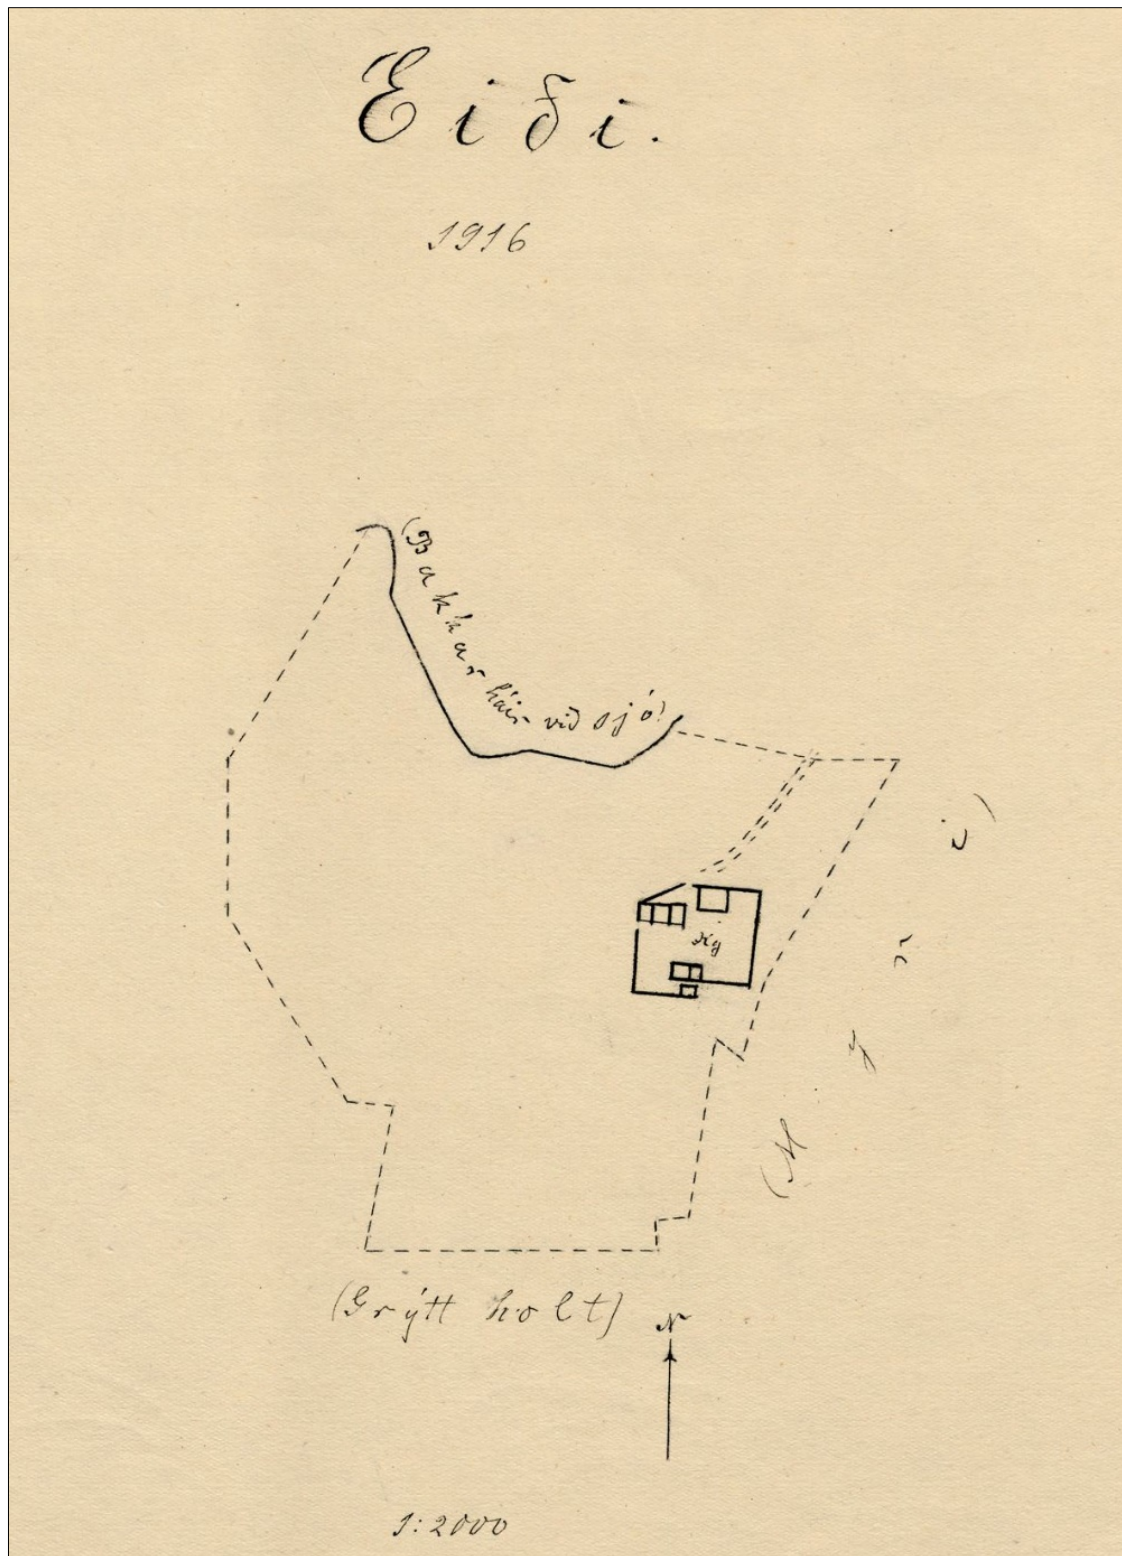 Eiði.
1916
(Bakkar háir við sjó)
Kg
(Mýri)
(Grýtt holt)
N
1:2000